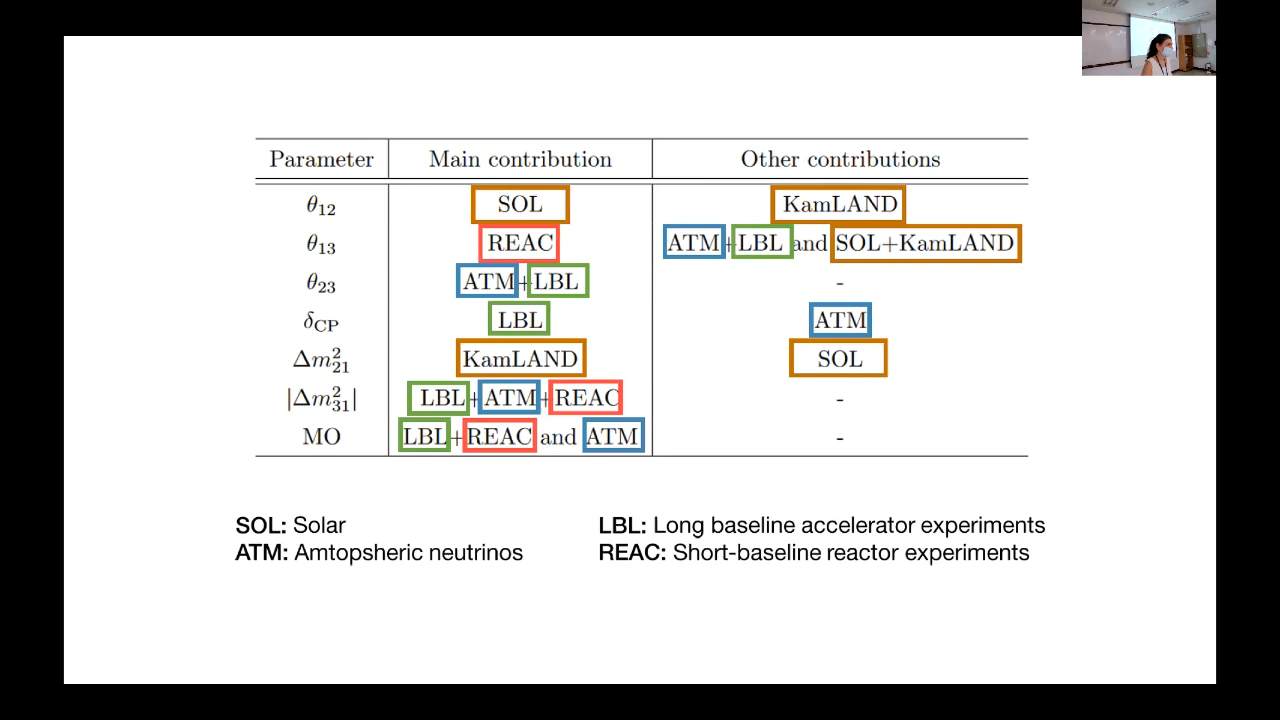 Parameter Main contribution Other contributions
θ₁₂ SOL KamLAND
θ₁₃ REAC ATM+LBL and SOL+KamLAND
θ₂₃ ATM+LBL -
δ_CP LBL ATM
Δm²₂₁ KamLAND SOL
|Δm²₃₁| LBL+ATM+REAC -
MO LBL+REAC and ATM -
SOL: Solar
ATM: Amtopsheric neutrinos
LBL: Long baseline accelerator experiments
REAC: Short-baseline reactor experiments